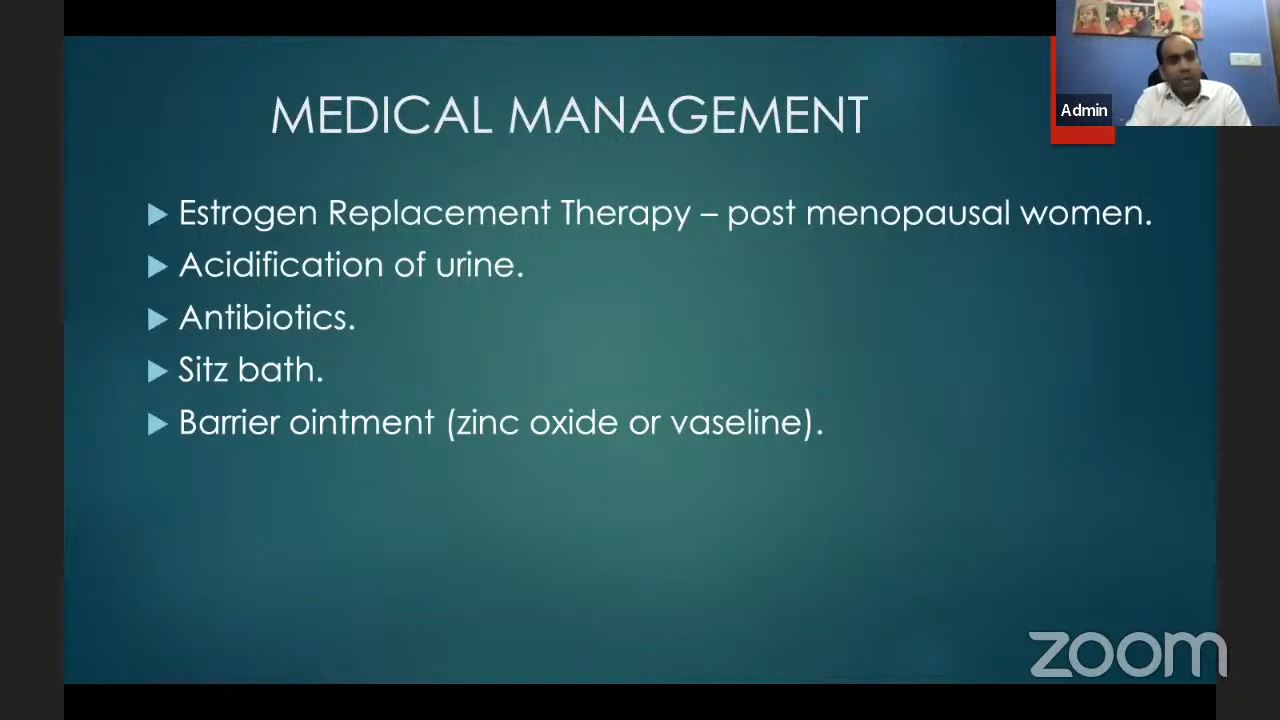 MEDICAL MANAGEMENT
Admin
Estrogen Replacement Therapy – post menopausal women.
Acidification of urine.
Antibiotics.
Sitz bath.
Barrier ointment (zinc oxide or vaseline).
zoom